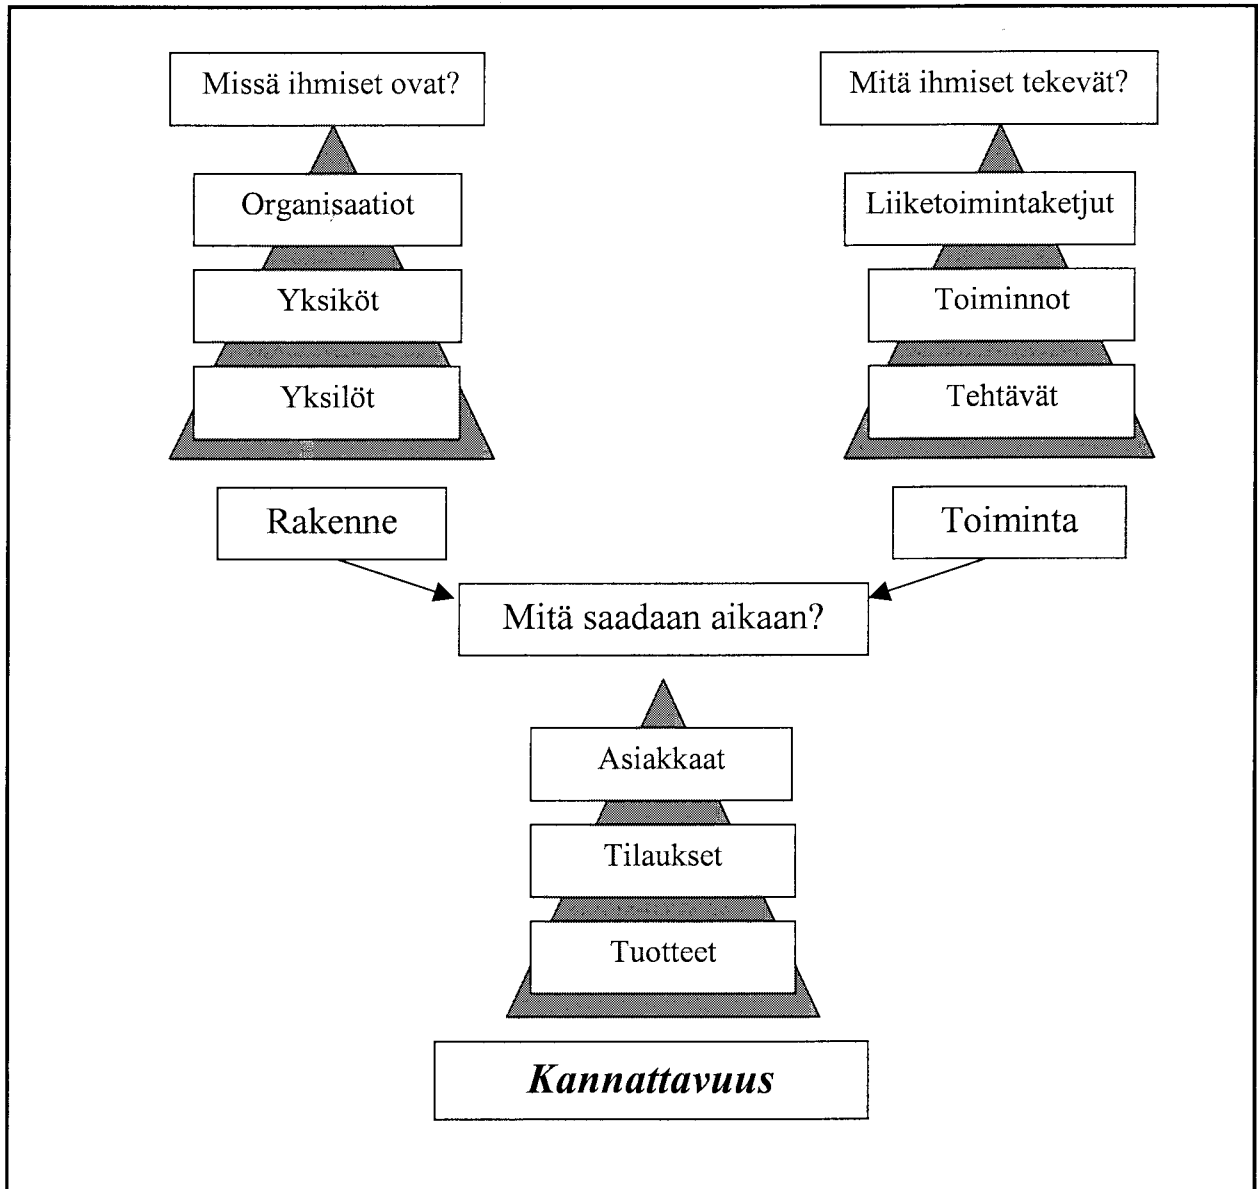 Missä ihmiset ovat?
Organisaatiot
Yksiköt
Yksilöt
Rakenne
Mitä ihmiset tekevät?
Liiketoimintaketjut
Toiminnot
Tehtävät
Toiminta
Mitä saadaan aikaan?
Asiakkaat
Tilaukset
Tuotteet
Kannattavuus